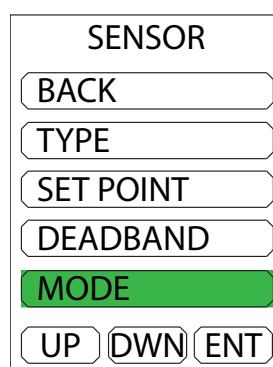 SENSOR
BACK
TYPE
SET POINT
DEADBAND
MODE
UP DWN ENT